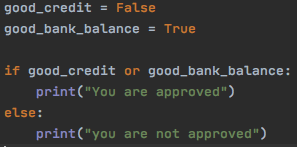 good_credit = False
good_bank_balance = True
if good_credit or good_bank_balance:
    print("You are approved")
else:
    print("you are not approved")